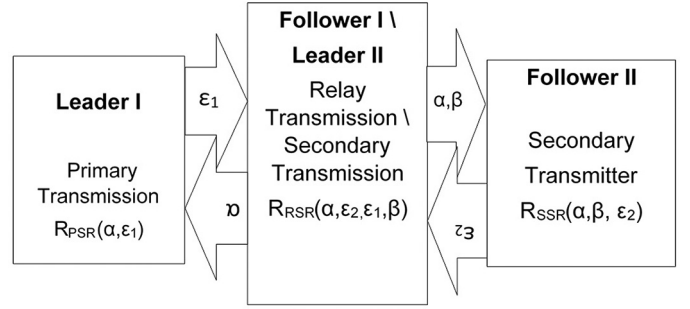 Leader I
Primary
Transmission
RPSR(α,ε1)
ε1
α
Follower I \
Leader II
Relay
Transmission \
Secondary
Transmission
RRSR(α,ε2,ε1,β)
α,β
ε2
Follower II
Secondary
Transmitter
RSSR(α,β, ε2)